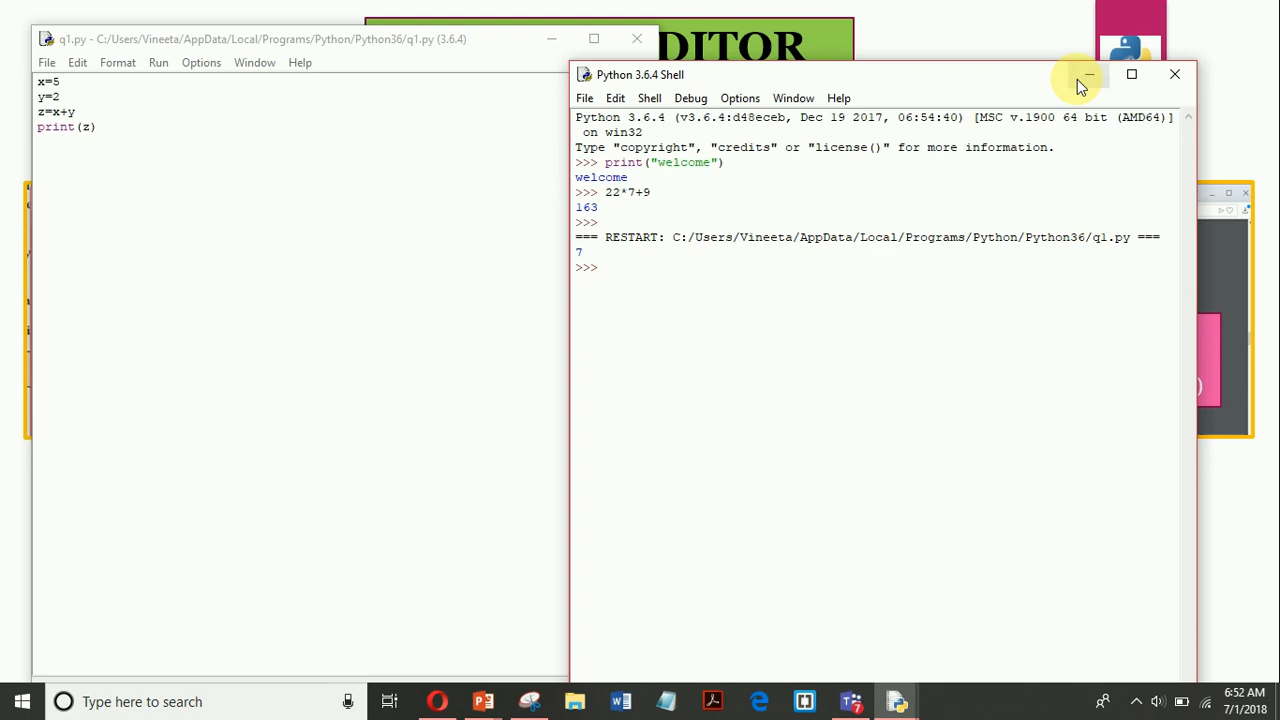 DITOR
q1.py - C:/Users/Vineeta/AppData/Local/Programs/Python/Python36/q1.py (3.6.4)
File Edit Format Run Options Window Help
x=5
y=2
z=x+y
print(z)
Python 3.6.4 Shell
File Edit Shell Debug Options Window Help
Python 3.6.4 (v3.6.4:d48eceb, Dec 19 2017, 06:54:40) [MSC v.1900 64 bit (AMD64)]
on win32
Type "copyright", "credits" or "license()" for more information.
>>> print("welcome")
welcome
>>> 22*7+9
163
>>>
=== RESTART: C:/Users/Vineeta/AppData/Local/Programs/Python/Python36/q1.py ===
7
>>>
)
Type here to search
6:52 AM
7/1/2018